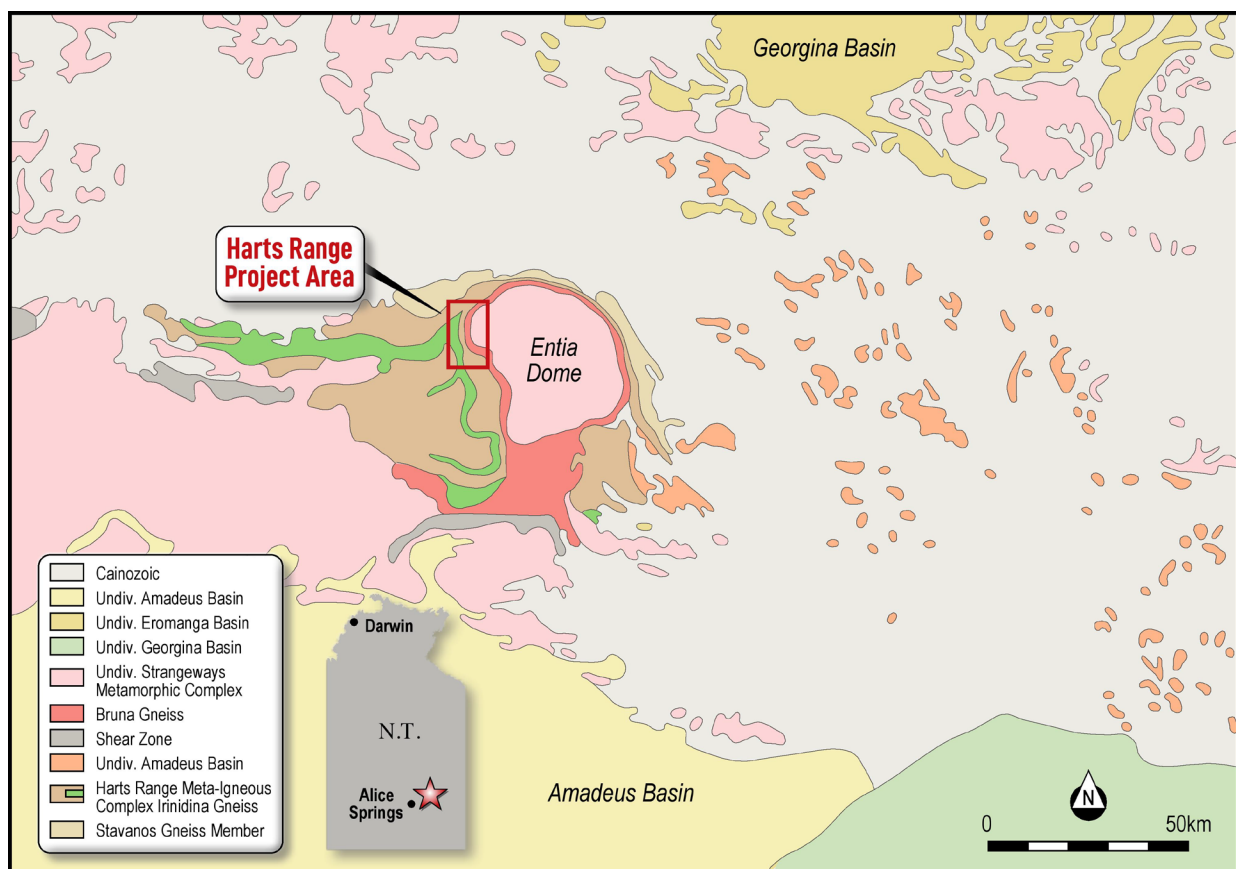 Georgina Basin
Harts Range
Project Area
Entia
Dome
Cainozoic
Undiv. Amadeus Basin
Undiv. Eromanga Basin
Undiv. Georgina Basin
Undiv. Strangeways
Metamorphic Complex
Bruna Gneiss
Shear Zone
Undiv. Amadeus Basin
Harts Range Meta-Igneous
Complex Irinidina Gneiss
Stavanos Gneiss Member
Darwin
N.T.
Alice
Springs
Amadeus Basin
N
0 50km